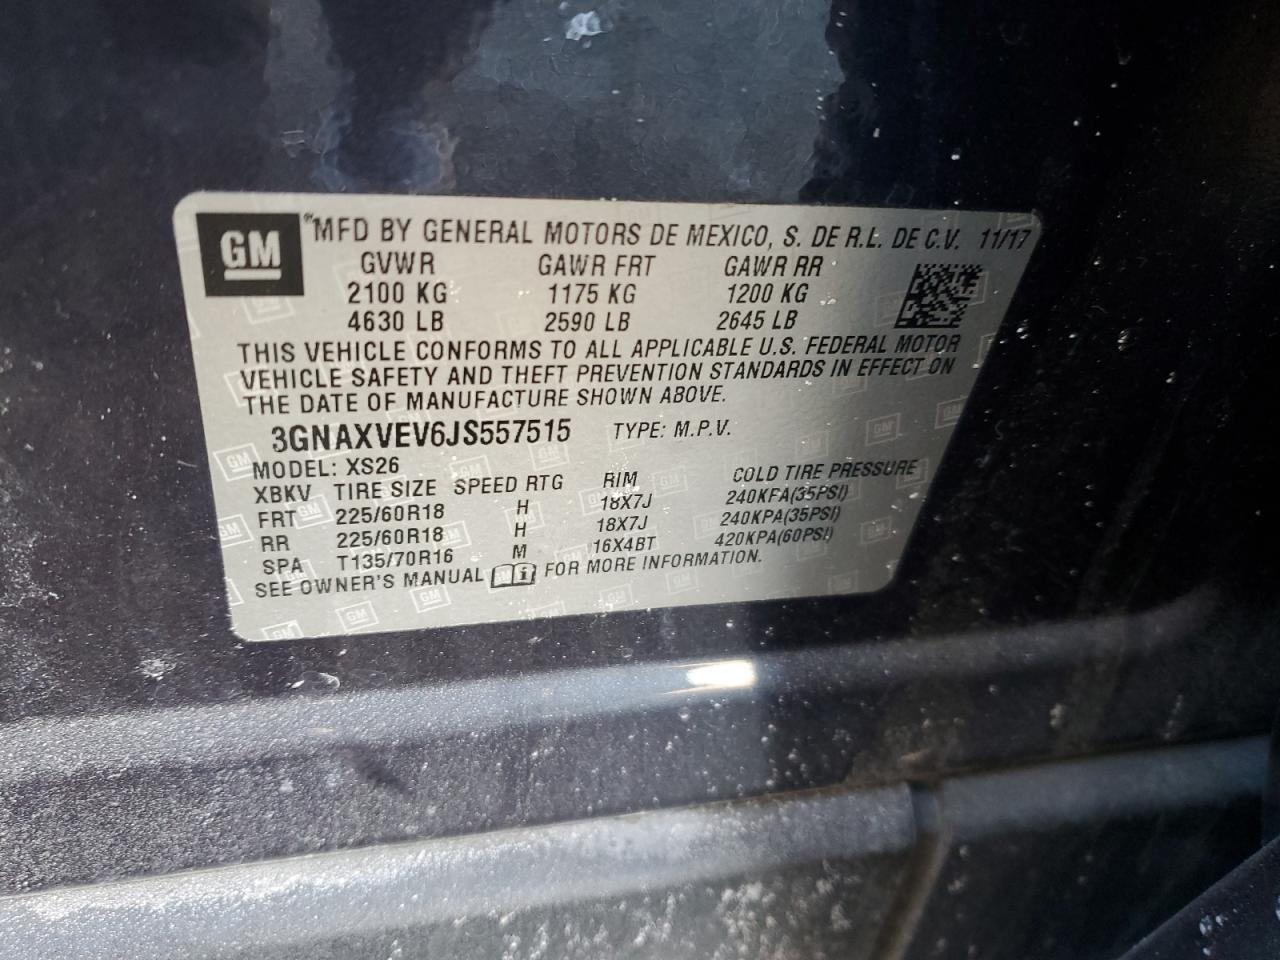 GM MFD BY GENERAL MOTORS DE MEXICO, S. DE R.L. DE C.V. 11/17
GVWR GAWR FRT GAWR RR
2100 KG 1175 KG 1200 KG
4630 LB 2590 LB 2645 LB
THIS VEHICLE CONFORMS TO ALL APPLICABLE U.S. FEDERAL MOTOR
VEHICLE SAFETY AND THEFT PREVENTION STANDARDS IN EFFECT ON
THE DATE OF MANUFACTURE SHOWN ABOVE.
3GNAXVEV6JS557515 TYPE: M.P.V.
MODEL: XS26
XBKV TIRE SIZE SPEED RTG RIM COLD TIRE PRESSURE
FRT 225/60R18 H 18X7J 240KPA(35PSI)
RR 225/60R18 H 18X7J 240KPA(35PSI)
SPA T135/70R16 M 16X4BT 420KPA(60PSI)
SEE OWNER'S MANUAL FOR MORE INFORMATION.